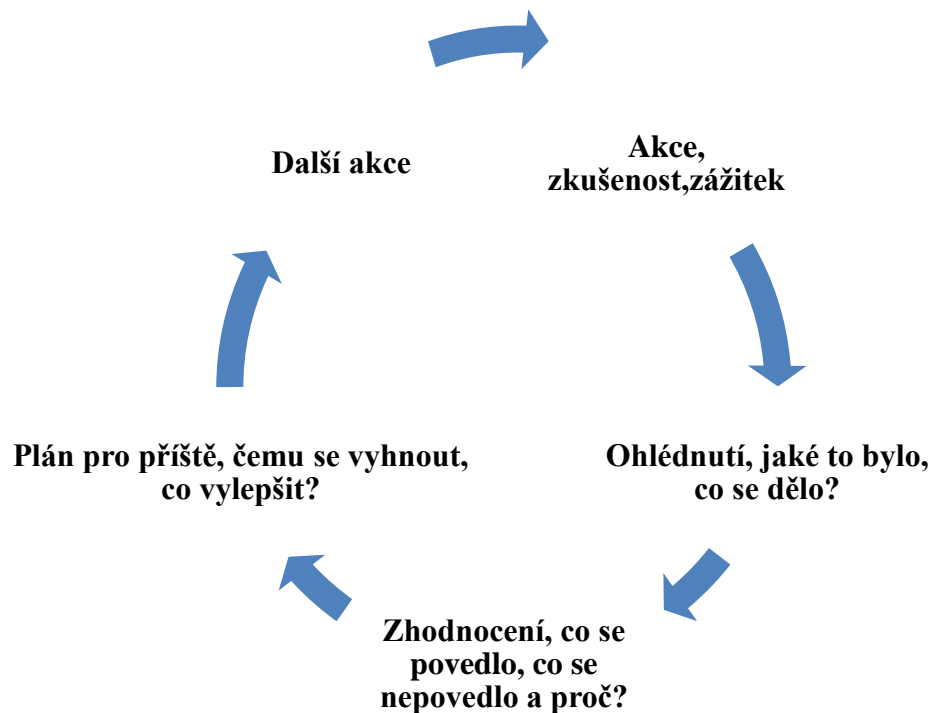 Další akce
Akce,
zkušenost,zážitek
Plán pro příště, čemu se vyhnout,
co vylepšit?
Ohlédnutí, jaké to bylo,
co se dělo?
Zhodnocení, co se
povedlo, co se
nepovedlo a proč?